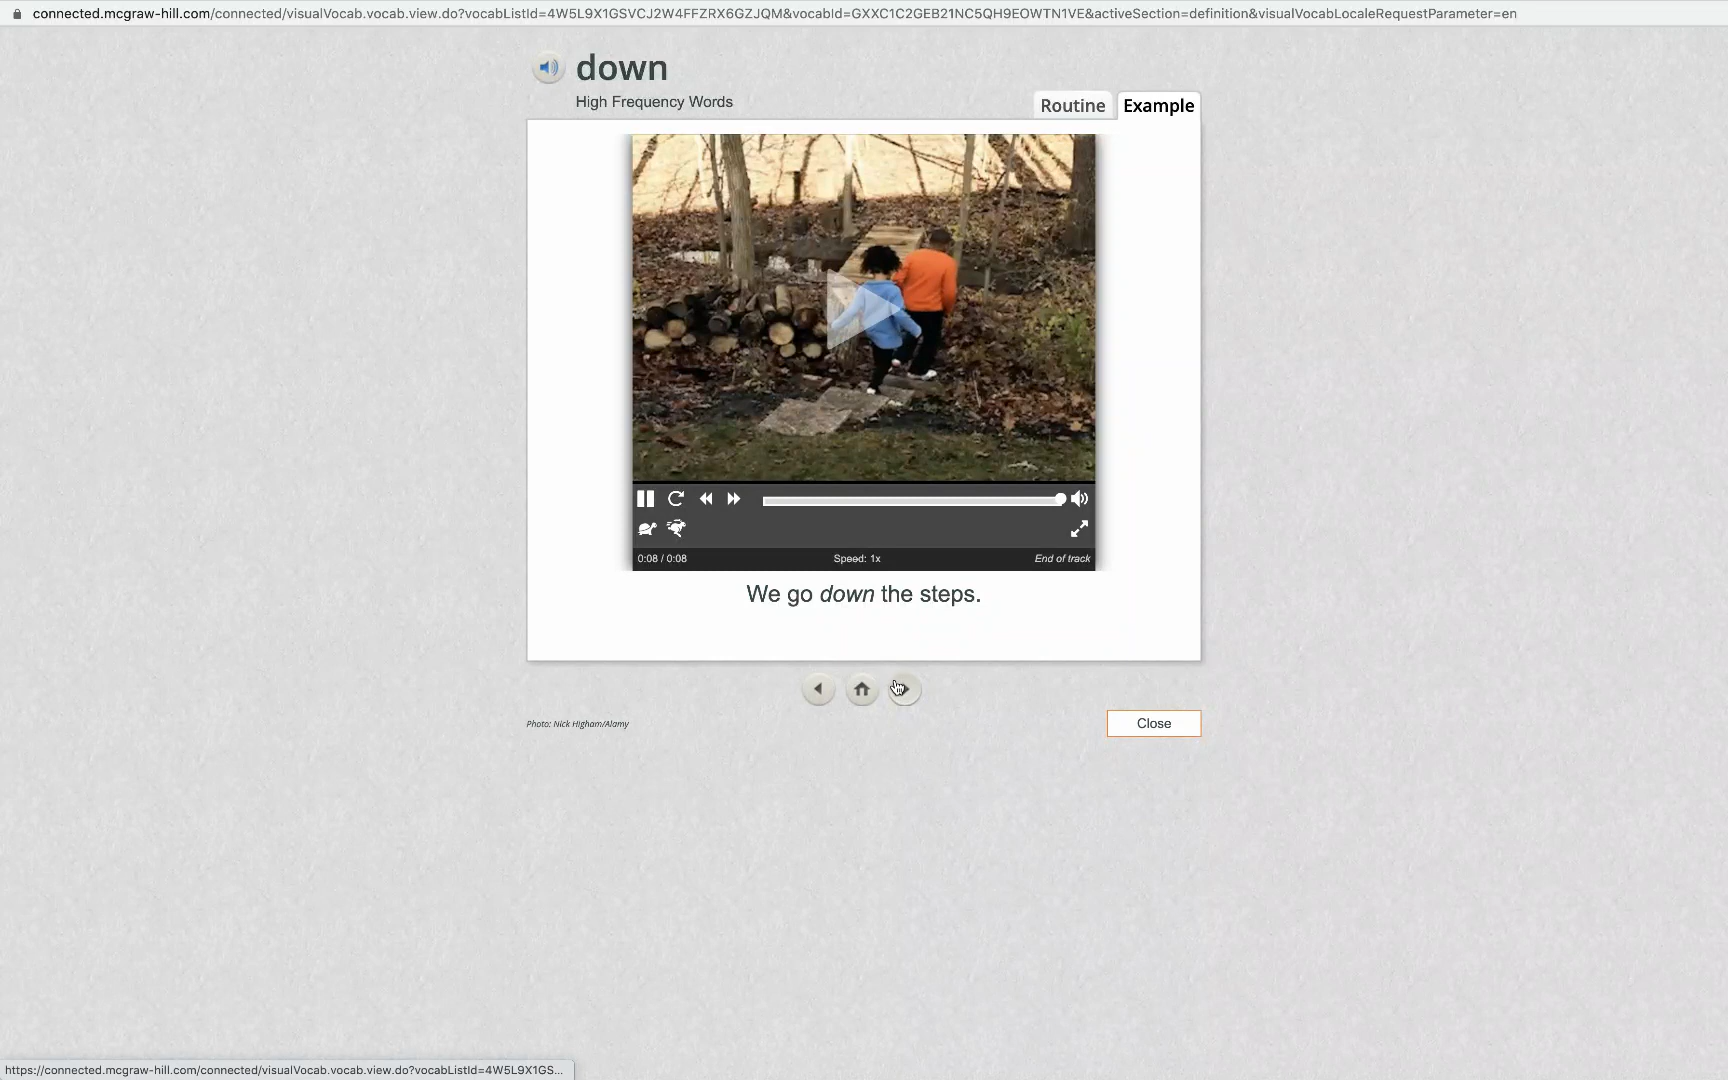 connected.mcgraw-hill.com/connected/visualVocab.vocab.view.do?vocabListId=4W5L9X1GSVCJ2W4FFZRX6GZJQM&vocabId=GXXC1C2GEB21NC5QH9EOWTN1VE&activeSection=definition&visualVocabLocaleRequestParameter=en
down
High Frequency Words
Routine
Example
0:08 / 0:08
Speed: 1x
End of track
We go down the steps.
Photo: Nick Higham/Alamy
Close
https://connected.mcgraw-hill.com/connected/visualVocab.vocab.view.do?vocabListId=4W5L9X1GS...